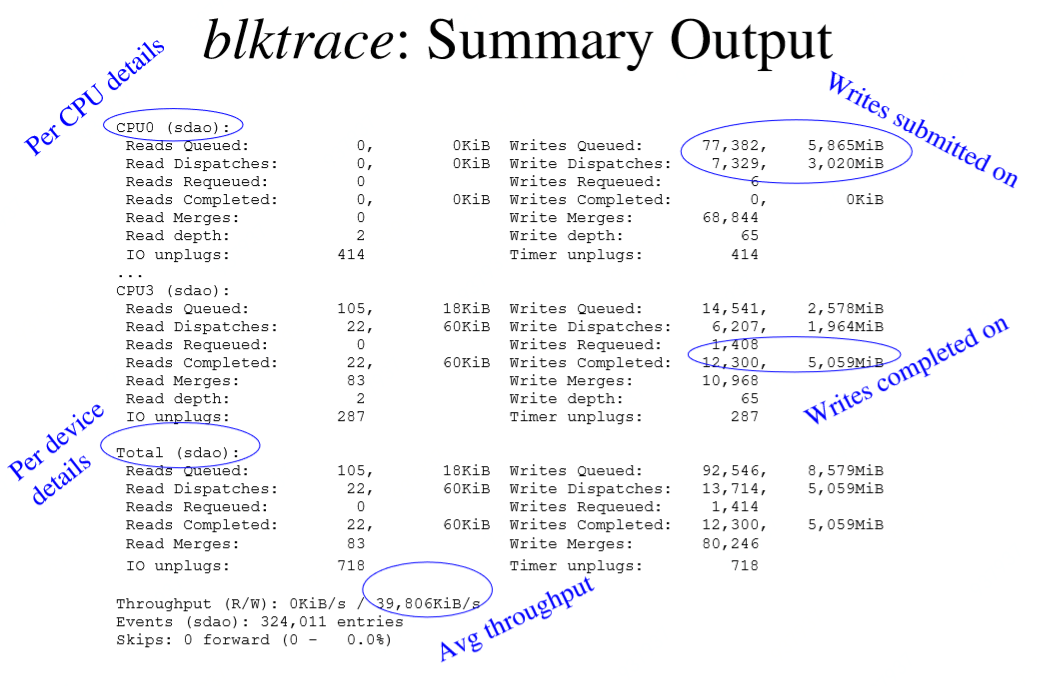 blktrace: Summary Output
Per CPU details
Writes submitted on
CPU0 (sdao):
Reads Queued: 0, 0KiB Writes Queued: 77,382, 5,865MiB
Read Dispatches: 0, 0KiB Write Dispatches: 7,329, 3,020MiB
Reads Requeued: 0 Writes Requeued: 6
Reads Completed: 0, 0KiB Writes Completed: 0, 0KiB
Read Merges: 0 Write Merges: 68,844
Read depth: 2 Write depth: 65
IO unplugs: 414 Timer unplugs: 414
...
CPU3 (sdao):
Reads Queued: 105, 18KiB Writes Queued: 14,541, 2,578MiB
Read Dispatches: 22, 60KiB Write Dispatches: 6,207, 1,964MiB
Reads Requeued: 0 Writes Requeued: 1,408
Reads Completed: 22, 60KiB Writes Completed: 12,300, 5,059MiB
Read Merges: 83 Write Merges: 10,968
Read depth: 2 Write depth: 65
IO unplugs: 287 Timer unplugs: 287
Writes completed on
Per device
details
Total (sdao):
Reads Queued: 105, 18KiB Writes Queued: 92,546, 8,579MiB
Read Dispatches: 22, 60KiB Write Dispatches: 13,714, 5,059MiB
Reads Requeued: 0 Writes Requeued: 1,414
Reads Completed: 22, 60KiB Writes Completed: 12,300, 5,059MiB
Read Merges: 83 Write Merges: 80,246
IO unplugs: 718 Timer unplugs: 718
Throughput (R/W): 0KiB/s / 39,806KiB/s
Events (sdao): 324,011 entries
Skips: 0 forward (0 - 0.0%)
Avg throughput